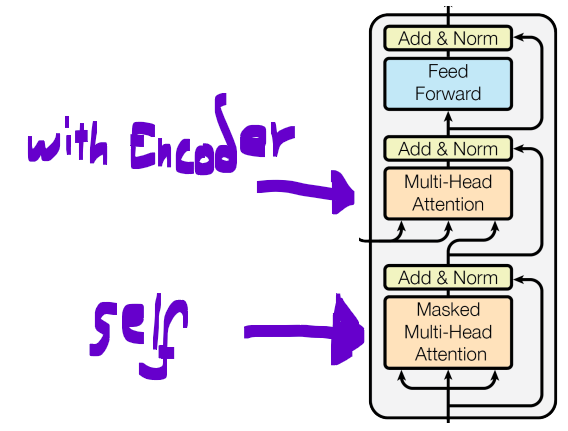 Add & Norm
Feed
Forward
with Encoder
Add & Norm
Multi-Head
Attention
Add & Norm
self
Masked
Multi-Head
Attention